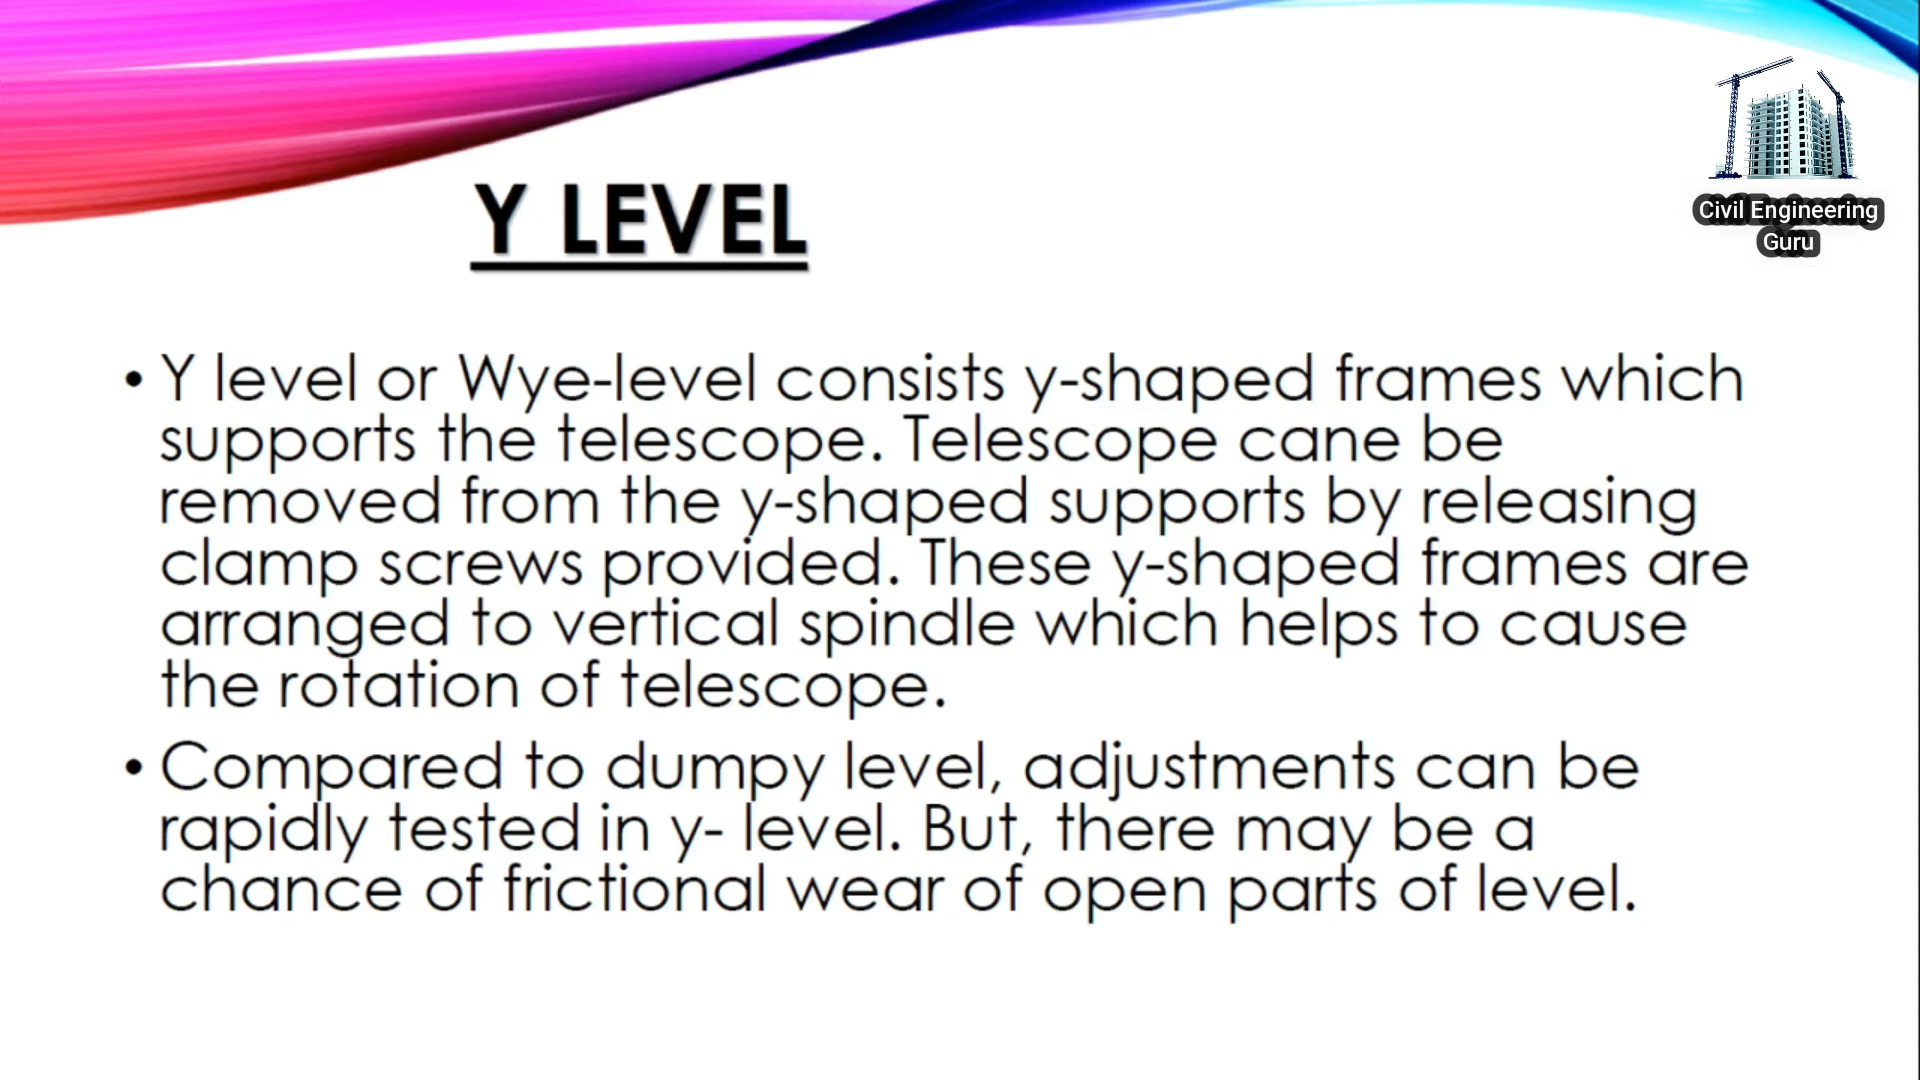 Civil Engineering
Guru
Y LEVEL
• Y level or Wye-level consists y-shaped frames which
supports the telescope. Telescope cane be
removed from the y-shaped supports by releasing
clamp screws provided. These y-shaped frames are
arranged to vertical spindle which helps to cause
the rotation of telescope.
• Compared to dumpy level, adjustments can be
rapidly tested in y- level. But, there may be a
chance of frictional wear of open parts of level.